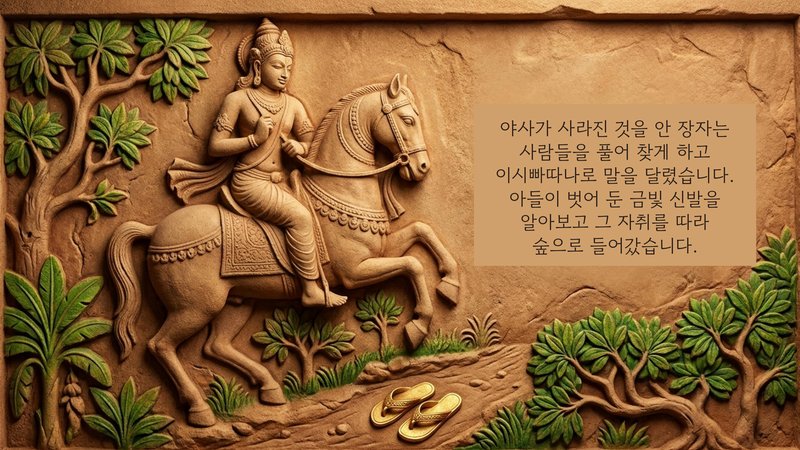 야사가 사라진 것을 안 장자는
사람들을 풀어 찾게 하고
이시빠따나로 말을 달렸습니다.
아들이 벗어 둔 금빛 신발을
알아보고 그 자취를 따라
숲으로 들어갔습니다.